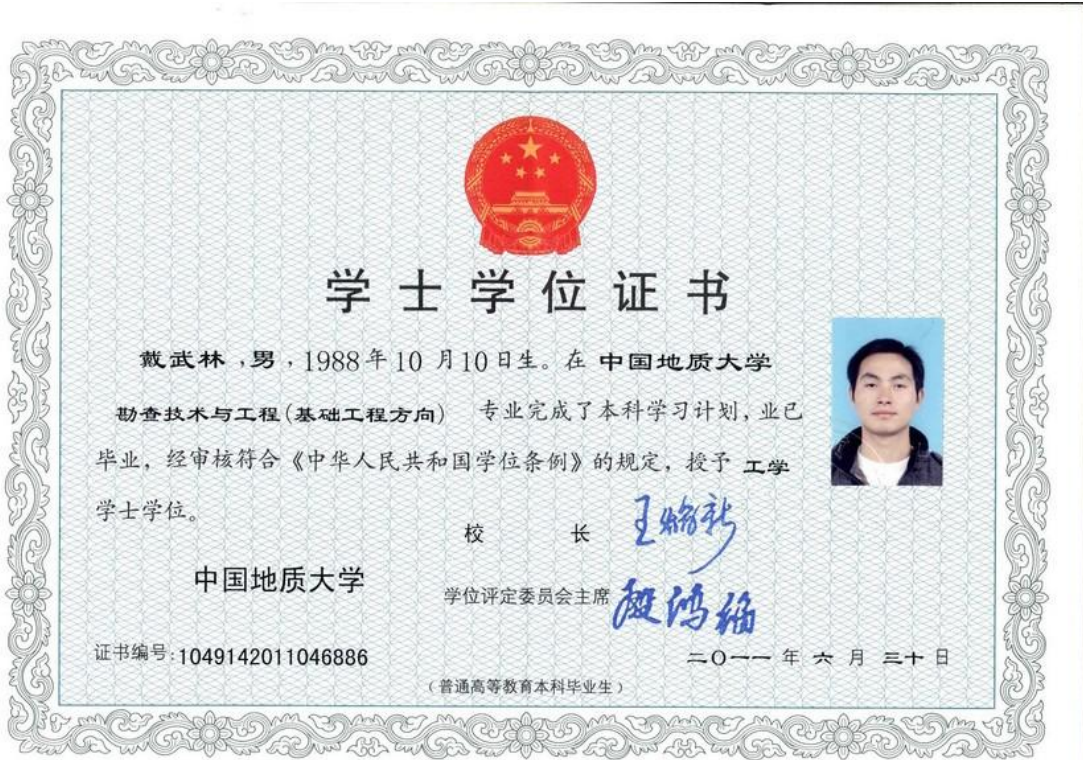 学士学位证书
戴武林,男,1988年10月10日生。在 中国地质大学
勘查技术与工程(基础工程方向) 专业完成了本科学习计划,业已
毕业,经审核符合《中华人民共和国学位条例》的规定,授予 工学
学士学位。
校 长 王焰新
中国地质大学
学位评定委员会主席 殷鸿福
证书编号:1049142011046886
二〇一一 年 六 月 三十 日
(普通高等教育本科毕业生)